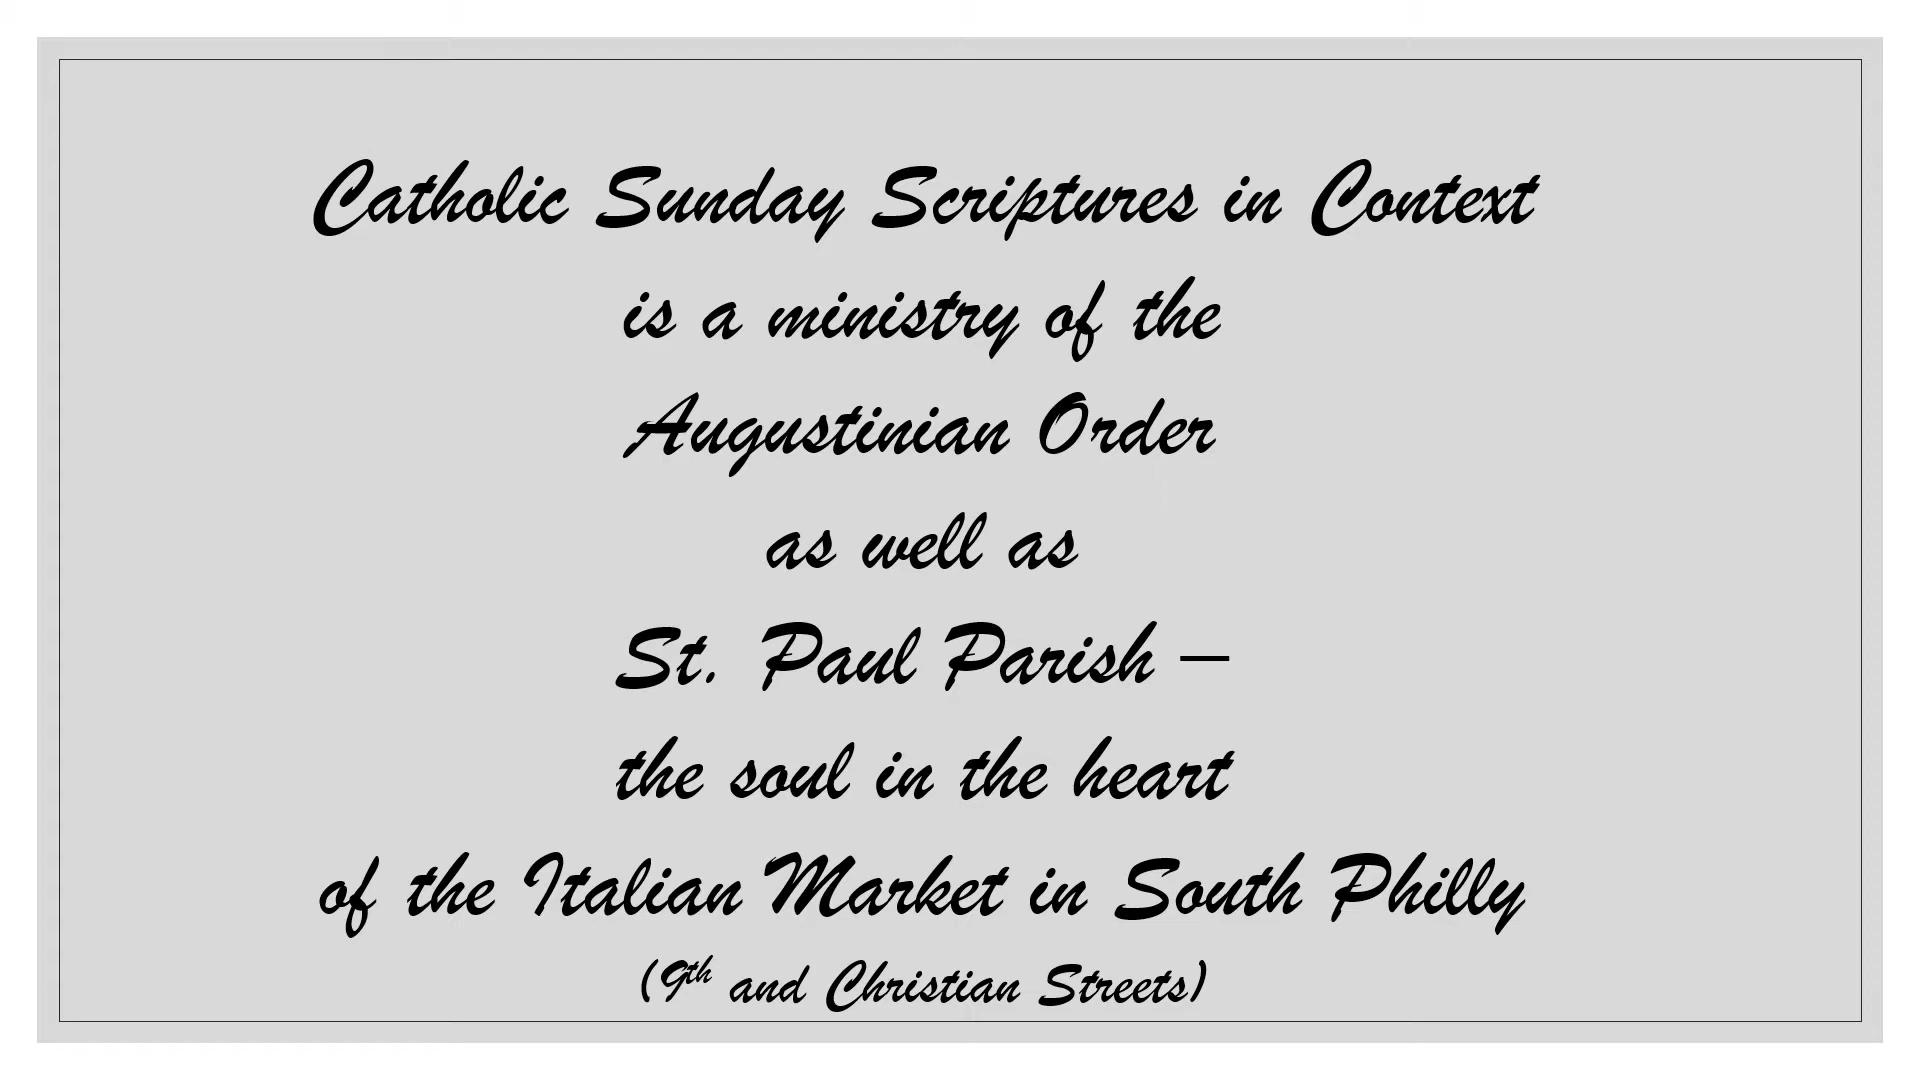 Catholic Sunday Scriptures in Context
is a ministry of the
Augustinian Order
as well as
St. Paul Parish –
the soul in the heart
of the Italian Market in South Philly
(9th and Christian Streets)